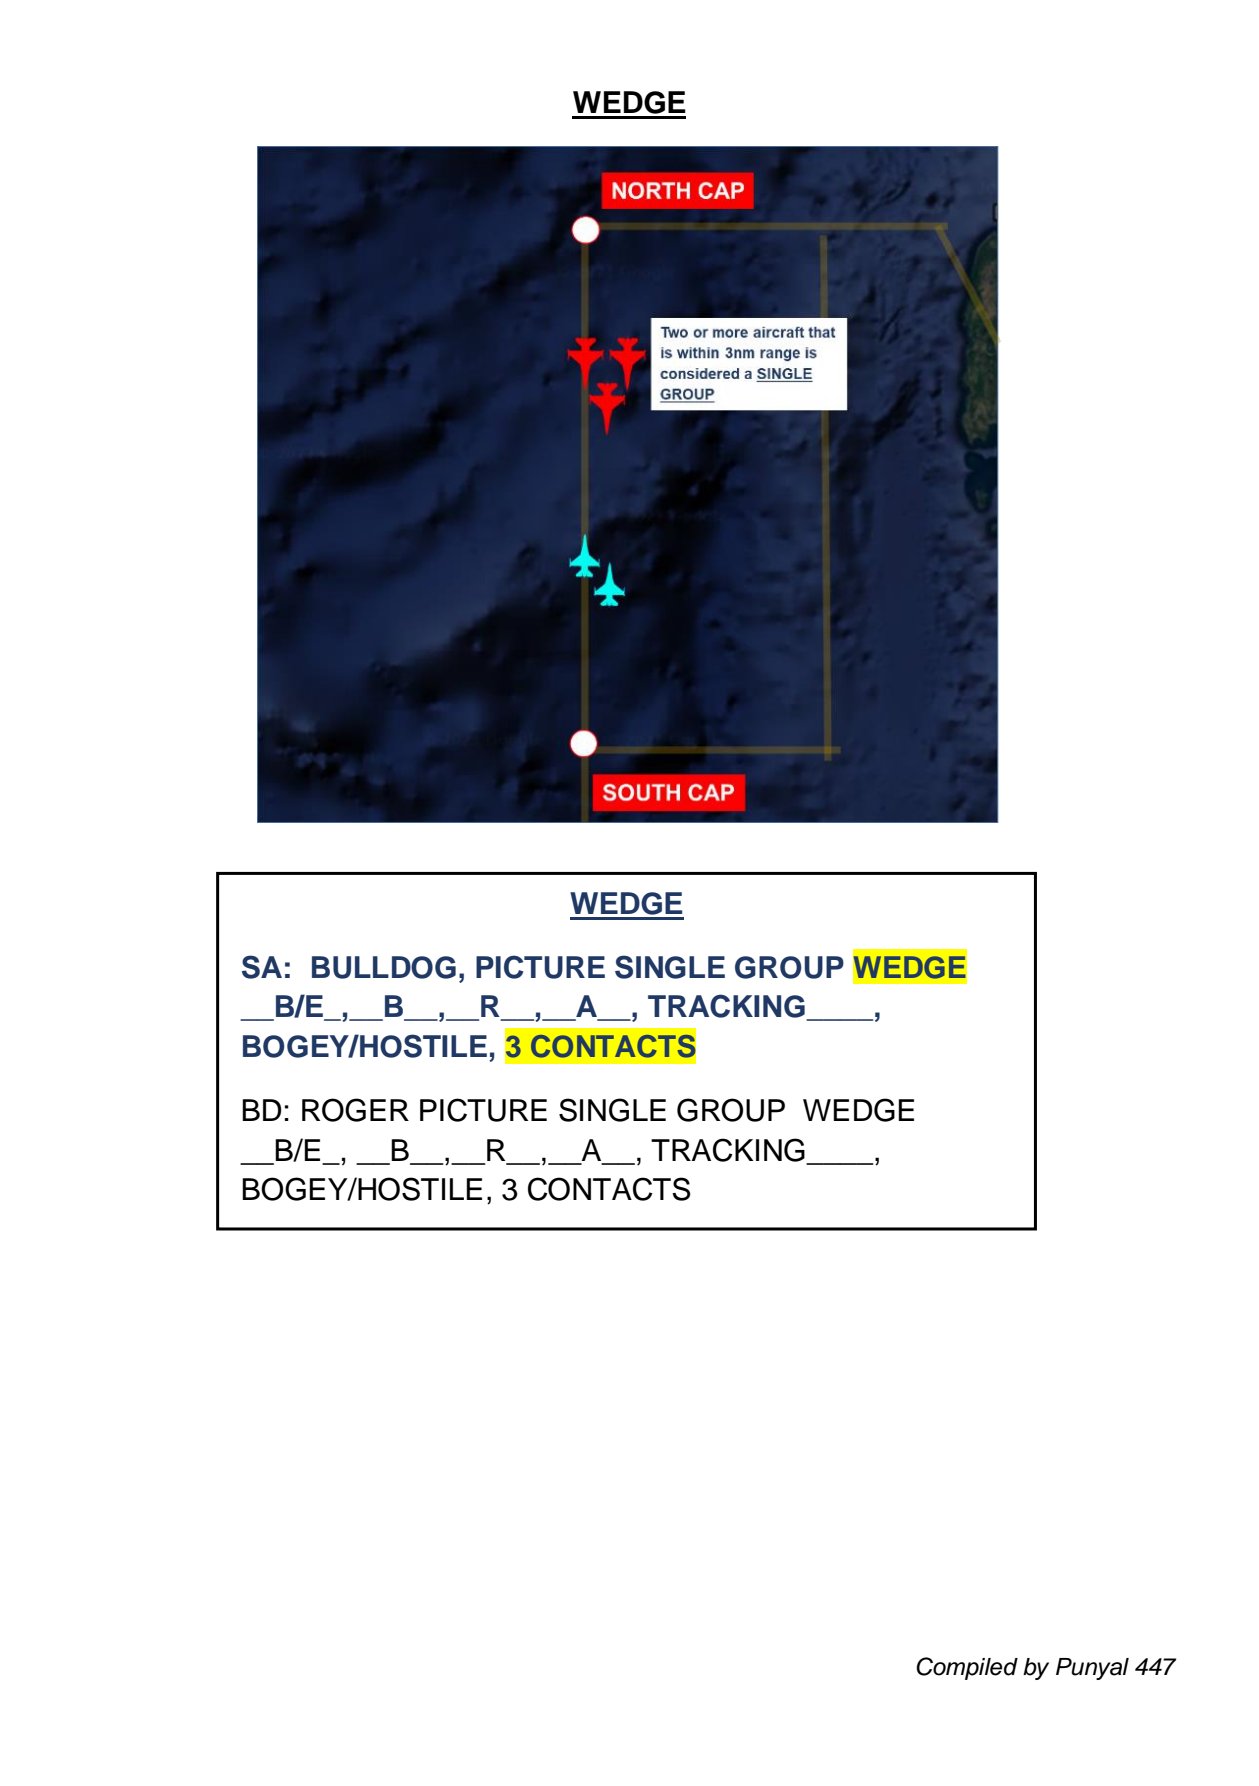 WEDGE
NORTH CAP
Two or more aircraft that
is within 3nm range is
considered a SINGLE
GROUP
SOUTH CAP
WEDGE
SA:  BULLDOG, PICTURE SINGLE GROUP WEDGE
__B/E_,__B__,__R__,__A__, TRACKING____,
BOGEY/HOSTILE, 3 CONTACTS
BD: ROGER PICTURE SINGLE GROUP  WEDGE
__B/E_, __B__,__R__,__A__, TRACKING____,
BOGEY/HOSTILE, 3 CONTACTS
Compiled by Punyal 447